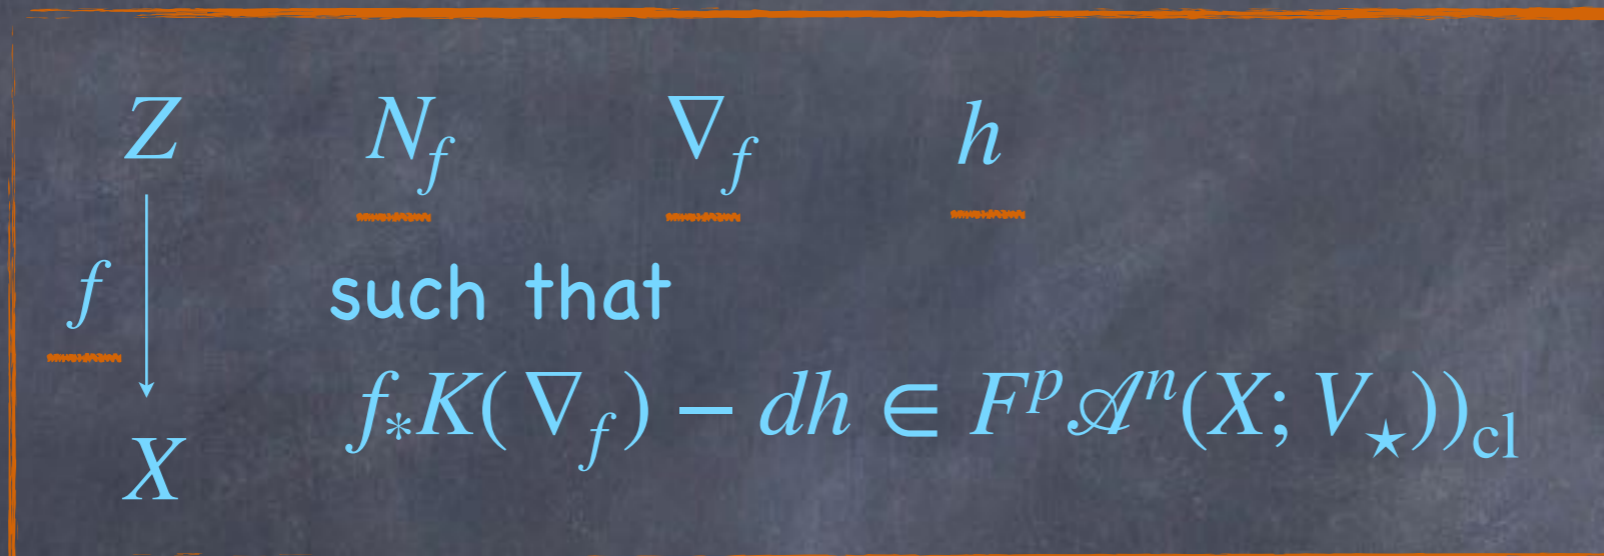 Z N_f ∇_f h
f
such that
f_*K(∇_f) − dh ∈ F^p𝒜^n(X; V_★))_cl
X